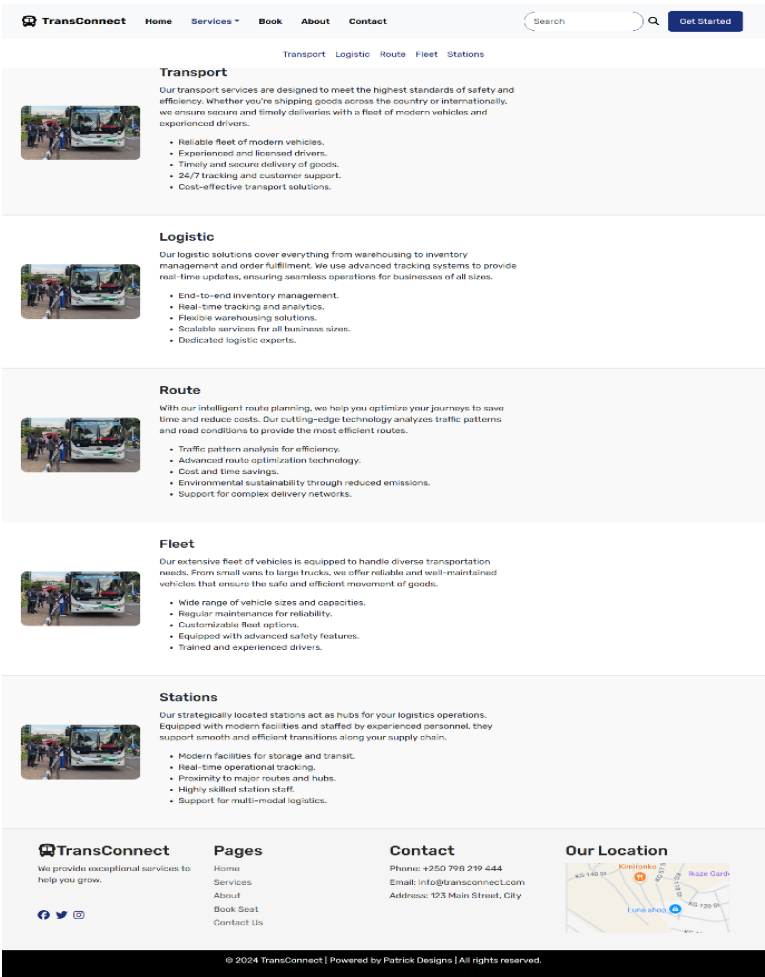 TransConnect Home Services Book About Contact Search Get Started
Transport Logistic Route Fleet Stations
Transport
Our transport services are designed to meet the highest standards of safety and
efficiency. Whether you're shipping goods across the country or internationally,
we ensure secure and timely deliveries with a fleet of modern vehicles and
experienced drivers.
• Reliable fleet of modern vehicles.
• Experienced and licensed drivers.
• Timely and secure delivery of goods.
• 24/7 tracking and customer support.
• Cost-effective transport solutions.
Logistic
Our logistic solutions cover everything from warehousing to inventory
management and order fulfillment. We use advanced tracking systems to provide
real-time updates, ensuring seamless operations for businesses of all sizes.
• End-to-end inventory management.
• Real-time tracking and analytics.
• Flexible warehousing solutions.
• Scalable services for all business sizes.
• Dedicated logistic experts.
Route
With our intelligent route planning, we help you optimize your journeys to save
time and reduce costs. Our cutting-edge technology analyzes traffic patterns
and road conditions to provide the most efficient routes.
• Traffic pattern analysis for efficiency.
• Advanced route optimization technology.
• Cost and time savings.
• Environmental sustainability through reduced emissions.
• Support for complex delivery networks.
Fleet
Our extensive fleet of vehicles is equipped to handle diverse transportation
needs. From small vans to large trucks, we offer reliable and well-maintained
vehicles that ensure the safe and efficient movement of goods.
• Wide range of vehicle sizes and capacities.
• Regular maintenance for reliability.
• Customizable fleet options.
• Equipped with advanced safety features.
• Trained and experienced drivers.
Stations
Our strategically located stations act as hubs for your logistics operations.
Equipped with modern facilities and staffed by experienced personnel, they
support smooth and efficient transitions along your supply chain.
• Modern facilities for storage and transit.
• Real-time operational tracking.
• Proximity to major routes and hubs.
• Highly skilled station staff.
• Support for multi-modal logistics.
TransConnect
We provide exceptional services to
help you grow.
Pages
Home
Services
About
Book Seat
Contact Us
Contact
Phone: +250 798 219 444
Email: info@transconnect.com
Address: 123 Main Street, City
Our Location
Kimironko
KG 140 St
Ikaze Gard
Luna shop
KG 120 St
© 2024 TransConnect | Powered by Patrick Designs | All rights reserved.